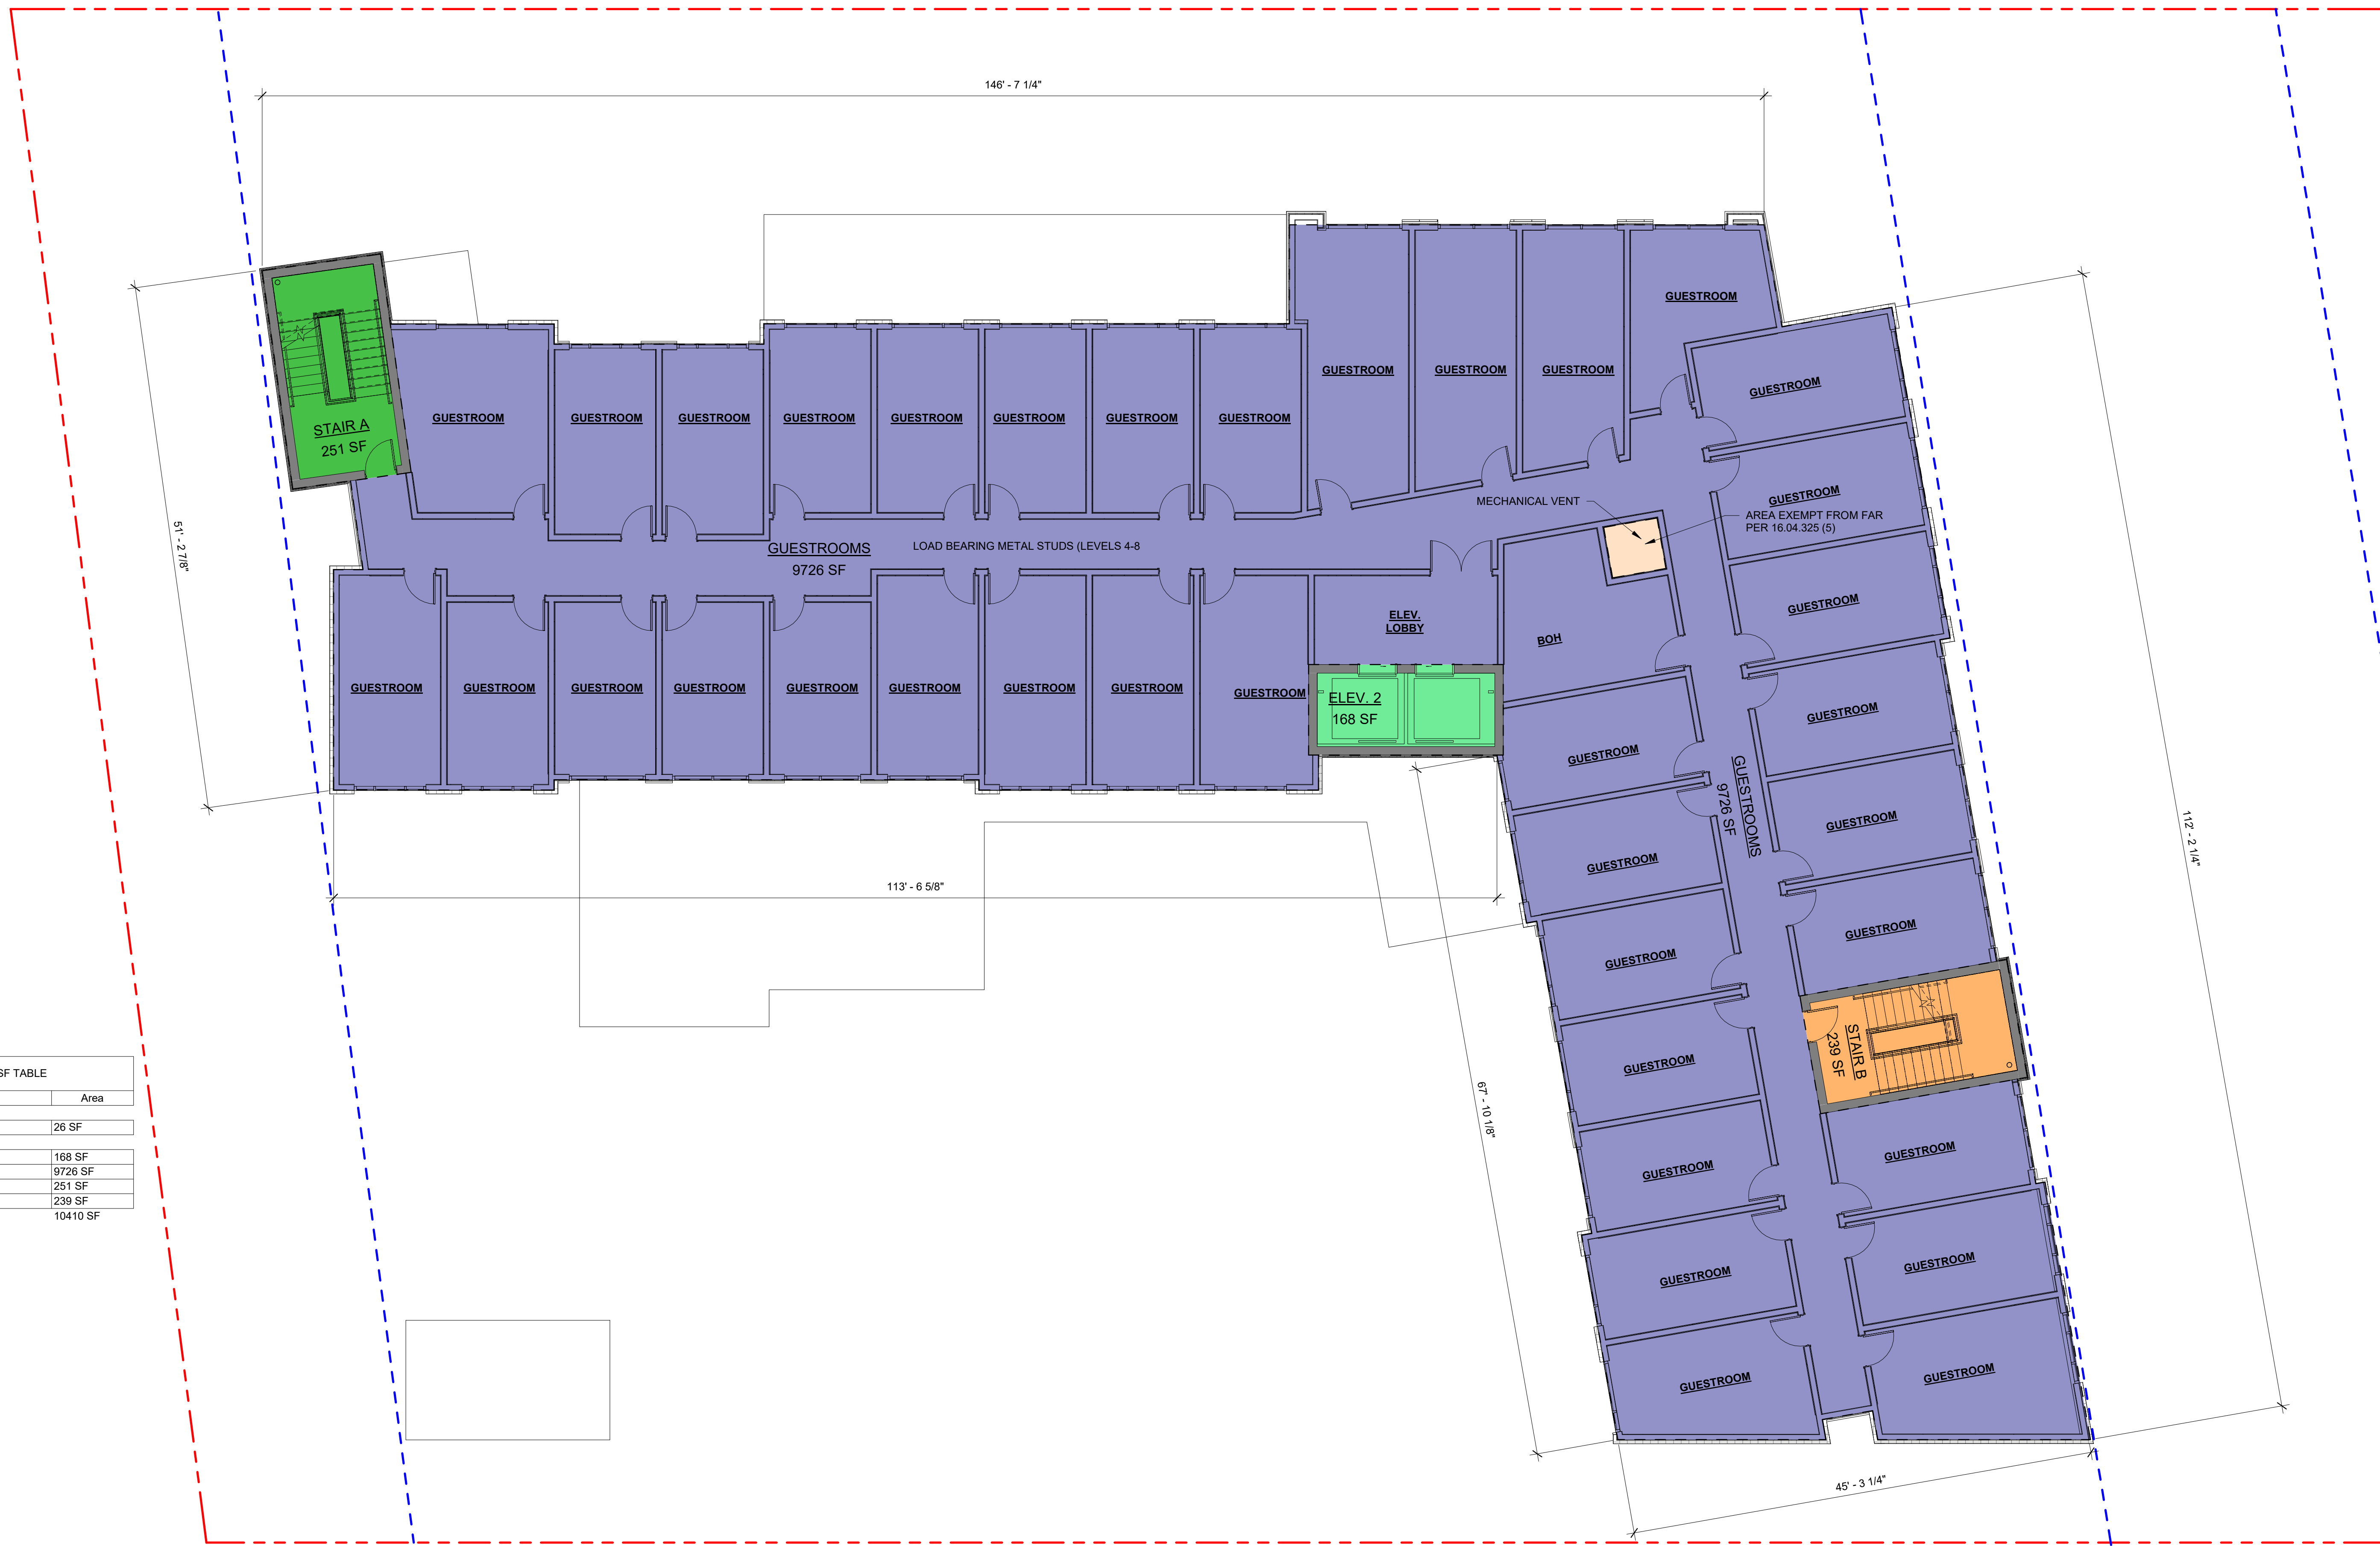 146' - 7 1/4"
GUESTROOM
GUESTROOM
GUESTROOM
GUESTROOM
GUESTROOM
GUESTROOM
GUESTROOM
GUESTROOM
GUESTROOM
GUESTROOM
GUESTROOM
GUESTROOM
GUESTROOM
STAIR A
251 SF
GUESTROOM
MECHANICAL VENT
AREA EXEMPT FROM FAR
PER 16.04.325 (5)
51' - 2 7/8"
GUESTROOMS
9726 SF
LOAD BEARING METAL STUDS (LEVELS 4-8
GUESTROOM
ELEV.
LOBBY
BOH
GUESTROOM
GUESTROOM
GUESTROOM
GUESTROOM
GUESTROOM
GUESTROOM
GUESTROOM
GUESTROOM
GUESTROOM
GUESTROOM
ELEV. 2
168 SF
GUESTROOM
GUESTROOMS
9726 SF
GUESTROOM
112' - 2 1/4"
GUESTROOM
113' - 6 5/8"
GUESTROOM
GUESTROOM
STAIR B
239 SF
GUESTROOM
67' - 10 1/8"
GUESTROOM
GUESTROOM
GUESTROOM
GUESTROOM
GUESTROOM
GUESTROOM
GUESTROOM
45' - 3 1/4"
SF TABLE
Area
26 SF
168 SF
9726 SF
251 SF
239 SF
10410 SF